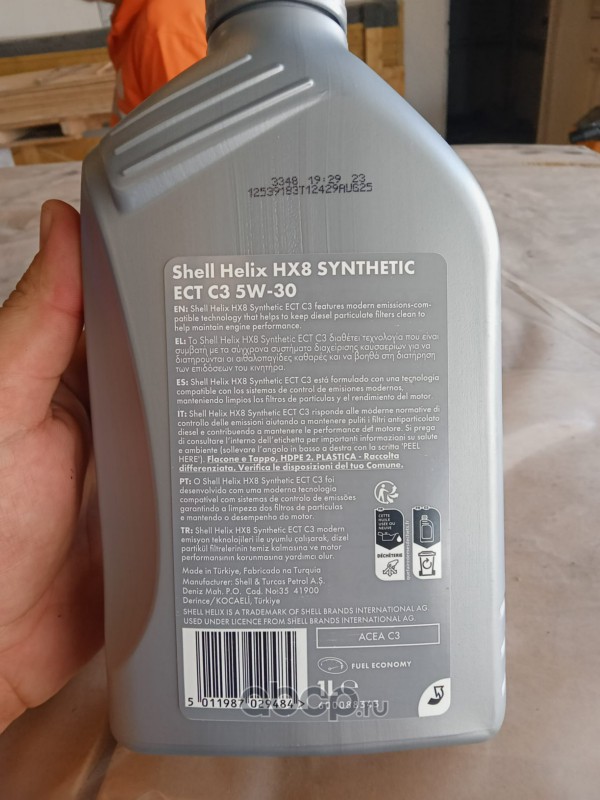 3348 19:29 23
12539183T12429AUG25
Shell Helix HX8 SYNTHETIC
ECT C3 5W-30
EN: Shell Helix HX8 Synthetic ECT C3 features modern emissions-com-
patible technology that helps to keep diesel particulate filters clean to
help maintain engine performance.
EL: Το Shell Helix HX8 Synthetic ECT C3 διαθέτει τεχνολογία που είναι
συμβατή με τα σύγχρονα συστήματα διαχείρισης καυσαερίων για να
διατηρούνται οι αιθαλοπαγίδες καθαρές και να βοηθά στη διατήρηση
των επιδόσεων του κινητήρα.
ES: Shell Helix HX8 Synthetic ECT C3 está formulado con una tecnología
compatible con los sistemas de control de emisiones modernos,
manteniendo limpios los filtros de partículas y el rendimiento del motor
IT: Shell Helix HX8 Synthetic ECT C3 risponde alle moderne normative di
controllo delle emissioni aiutando a mantenere puliti i filtri antiparticolato
diesel e contribuendo a mantenere le performance del motore. Si prega
di consultare l'interno dell'etichetta per importanti informazioni su salute
e ambiente (sollevare l'angolo in basso a destra con la scritta 'PEEL
HERE'). Flacone e Tappo, HDPE 2, PLASTICA - Raccolta
differenziata. Verifica le disposizioni del tuo Comune.
PT: O Shell Helix HX8 Synthetic ECT C3 foi
desenvolvido com uma moderna tecnologia
compatível com sistemas de controlo de emissões
garantindo a limpeza dos filtros de partículas
e mantendo o desempenho do motor.
TR: Shell Helix HX8 Synthetic ECT C3 modern
emisyon teknolojileri ile uyumlu çalışarak, dizel
partikül filtrelerinin temiz kalmasına ve motor
performansının korunmasına yardımcı olur.
CETTE
HUILE
USÉE OU
NEUVE
DÉCHÈTERIE
Made in Türkiye, Fabricado na Turquia
Manufacturer: Shell & Turcas Petrol A.Ş.
Deniz Mah. P.O. Cad. No:35 41900
Derince/KOCAELİ, Türkiye
SHELL HELIX IS A TRADEMARK OF SHELL BRANDS INTERNATIONAL AG.
USED UNDER LICENCE FROM SHELL BRANDS INTERNATIONAL AG.
ACEA C3
FUEL ECONOMY
1L e
5 011987 029484 >
abcp.ru